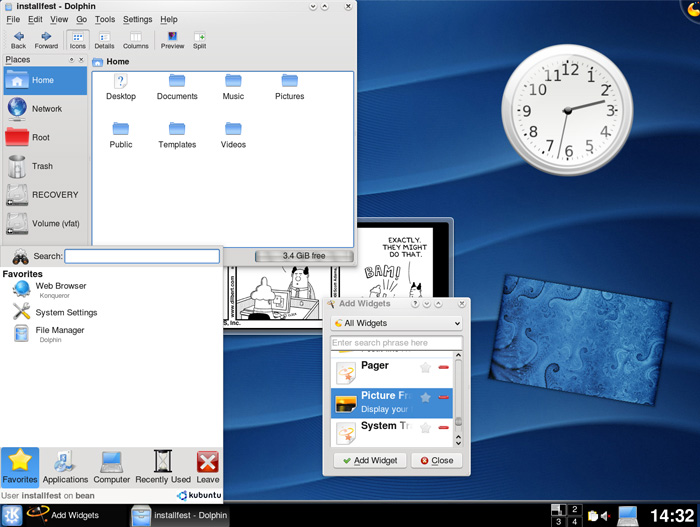 installfest - Dolphin
File Edit View Go Tools Settings Help
Back Forward Icons Details Columns Preview Split
Places
Home
Home
Network
Root
Trash
RECOVERY
Volume (vfat)
Desktop Documents Music Pictures
Public Templates Videos
3.4 GiB free
Search:
Favorites
Web Browser
Konqueror
System Settings
File Manager
Dolphin
Favorites Applications Computer Recently Used Leave
User installfest on bean
kubuntu
12
1
2
3
4
5
6
7
8
9
10
11
EXACTLY.
THEY MIGHT
DO THAT.
BAM!
www.dilbert.com
Inc.
Add Widgets
All Widgets
Enter search phrase here
Pager
Picture Fr
Display your
System Tr
Add Widget
Close
Add Widgets
installfest - Dolphin
2
3 4
14:32